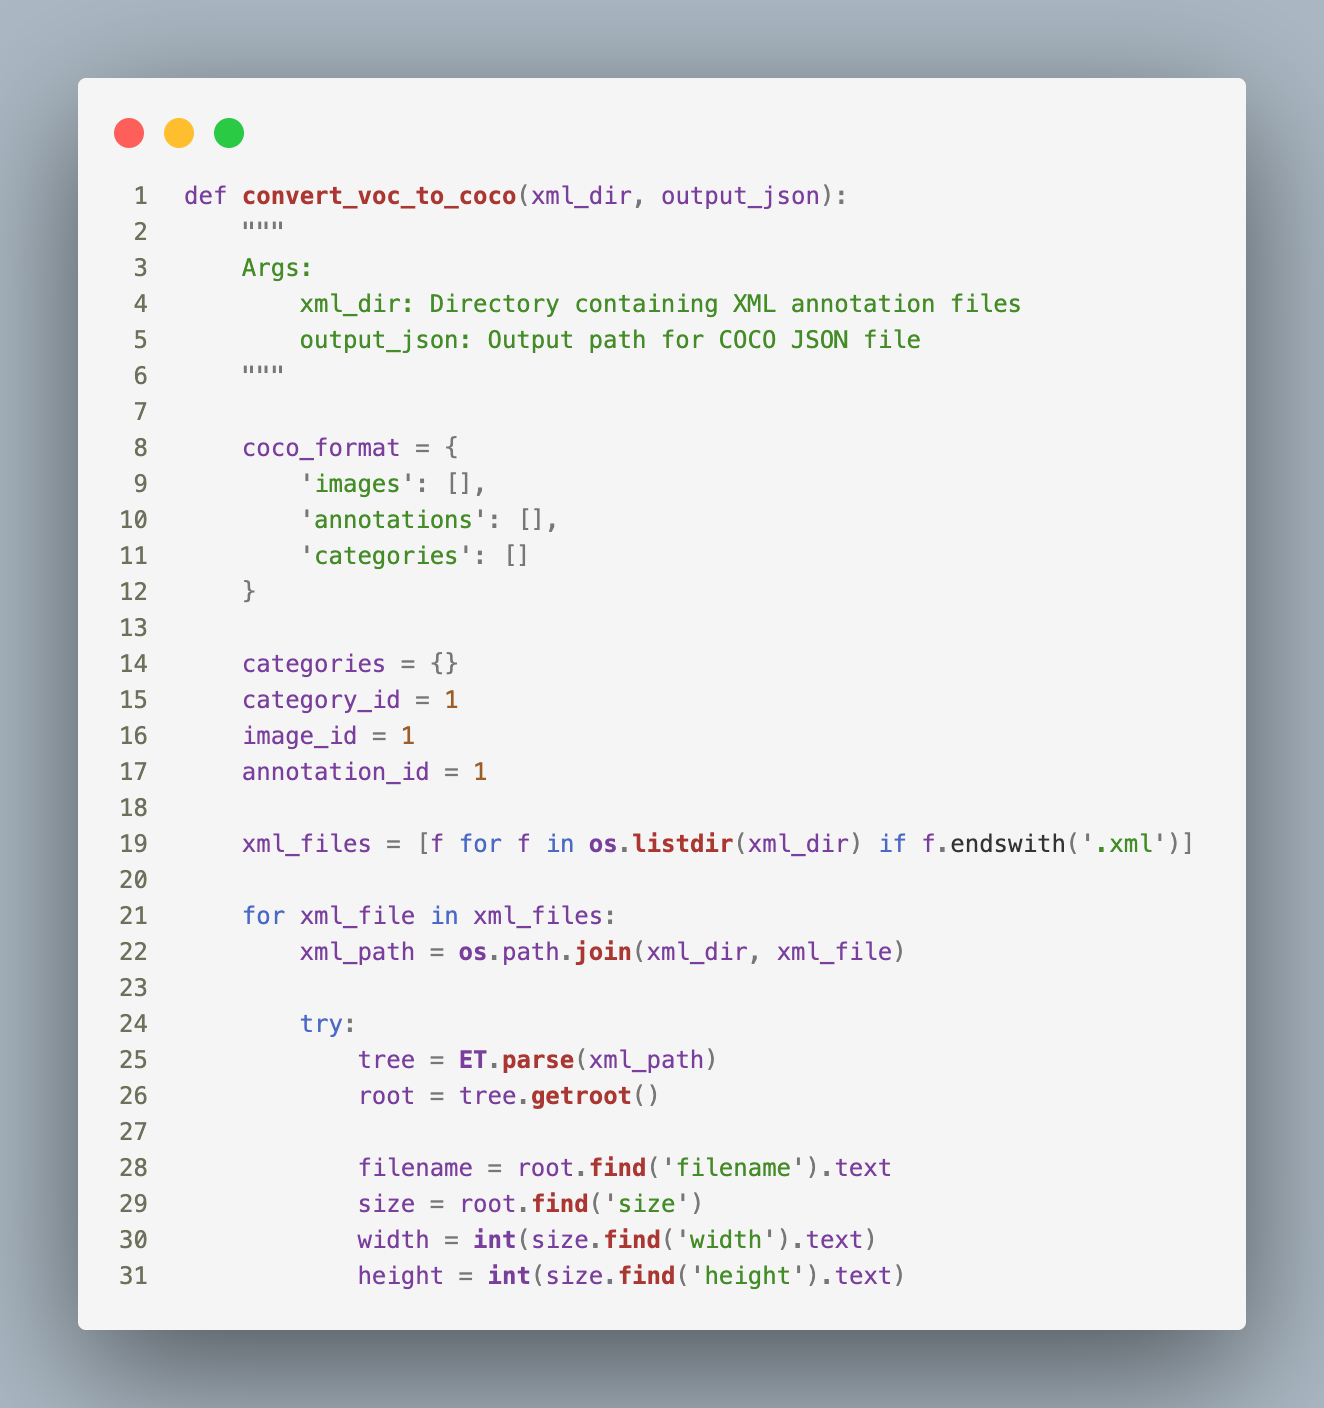 1 def convert_voc_to_coco(xml_dir, output_json):
2     """
3     Args:
4         xml_dir: Directory containing XML annotation files
5         output_json: Output path for COCO JSON file
6     """
7
8     coco_format = {
9         'images': [],
10         'annotations': [],
11         'categories': []
12     }
13
14     categories = {}
15     category_id = 1
16     image_id = 1
17     annotation_id = 1
18
19     xml_files = [f for f in os.listdir(xml_dir) if f.endswith('.xml')]
20
21     for xml_file in xml_files:
22         xml_path = os.path.join(xml_dir, xml_file)
23
24         try:
25             tree = ET.parse(xml_path)
26             root = tree.getroot()
27
28             filename = root.find('filename').text
29             size = root.find('size')
30             width = int(size.find('width').text)
31             height = int(size.find('height').text)